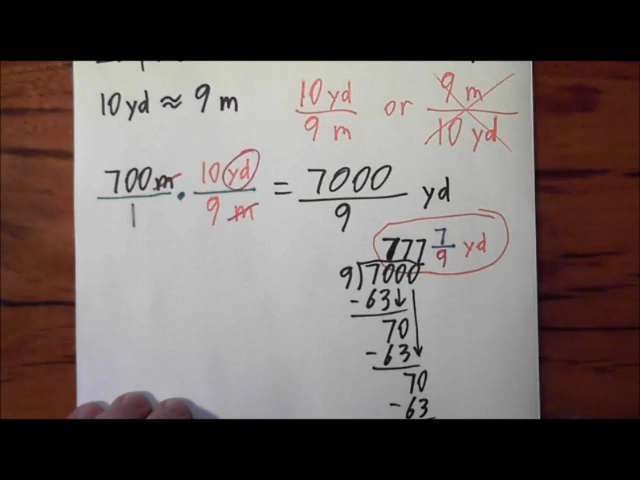 10 yd ≈ 9 m 10 yd / 9 m or 9 m / 10 yd
700 m / 1 · 10 yd / 9 m = 7000 / 9 yd
777 7/9 yd
9)7000
-63↓
70
-63↓
70
-63